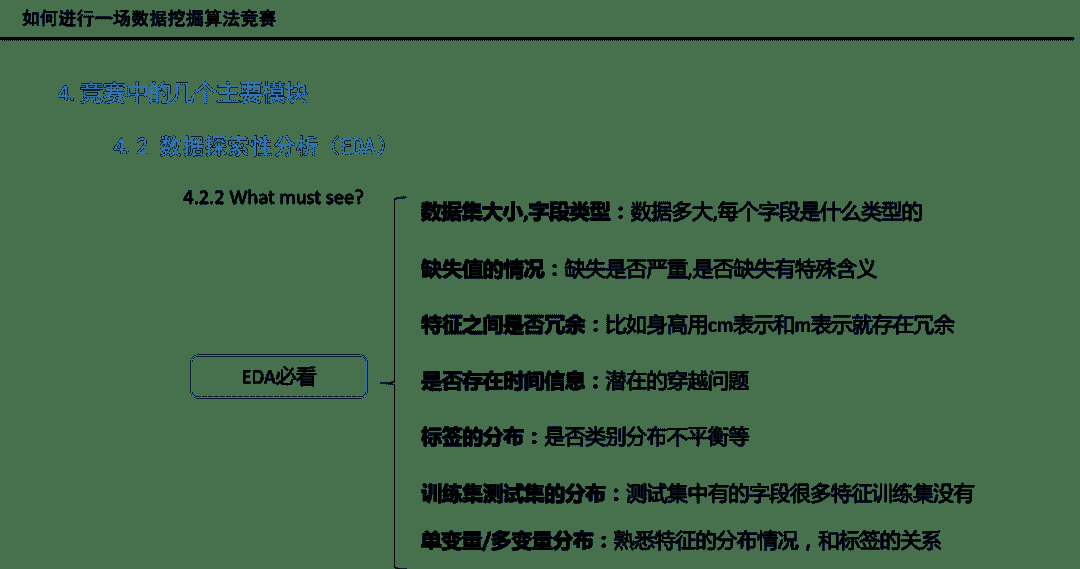 如何进行一场数据挖掘算法竞赛
4. 竞赛中的几个主要模块
4. 2 数据探索性分析（EDA）
4.2.2 What must see?
数据集大小,字段类型：数据多大,每个字段是什么类型的
缺失值的情况：缺失是否严重,是否缺失有特殊含义
特征之间是否冗余：比如身高用cm表示和m表示就存在冗余
EDA必看
是否存在时间信息：潜在的穿越问题
标签的分布：是否类别分布不平衡等
训练集测试集的分布：测试集中有的字段很多特征训练集没有
单变量/多变量分布：熟悉特征的分布情况，和标签的关系